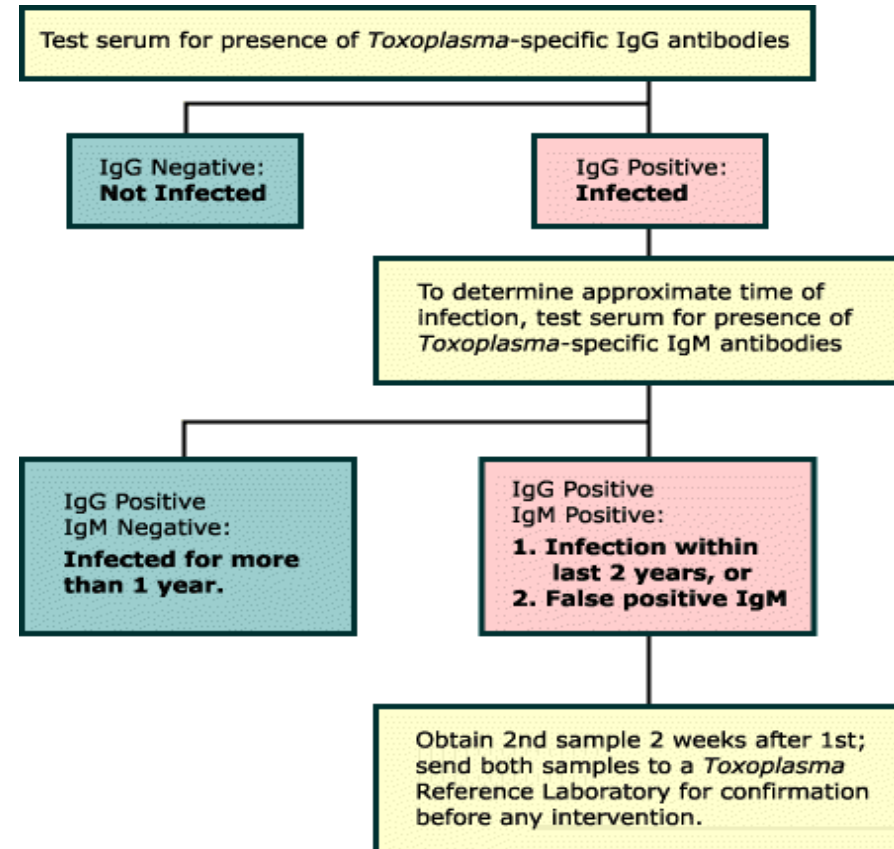 Test serum for presence of Toxoplasma-specific IgG antibodies
IgG Negative:
Not Infected
IgG Positive:
Infected
To determine approximate time of
infection, test serum for presence of
Toxoplasma-specific IgM antibodies
IgG Positive
IgM Negative:
Infected for more
than 1 year.
IgG Positive
IgM Positive:
1. Infection within
last 2 years, or
2. False positive IgM
Obtain 2nd sample 2 weeks after 1st;
send both samples to a Toxoplasma
Reference Laboratory for confirmation
before any intervention.